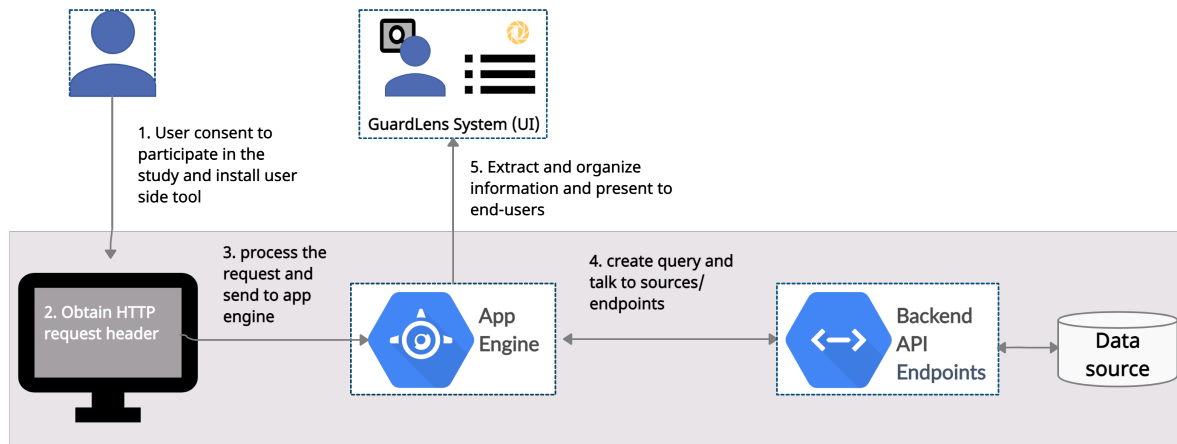 1. User consent to
participate in the
study and install user
side tool
GuardLens System (UI)
5. Extract and organize
information and present to
end-users
2. Obtain HTTP
request header
3. process the
request and
send to app
engine
App
Engine
4. create query and
talk to sources/
endpoints
Backend
API
Endpoints
Data
source